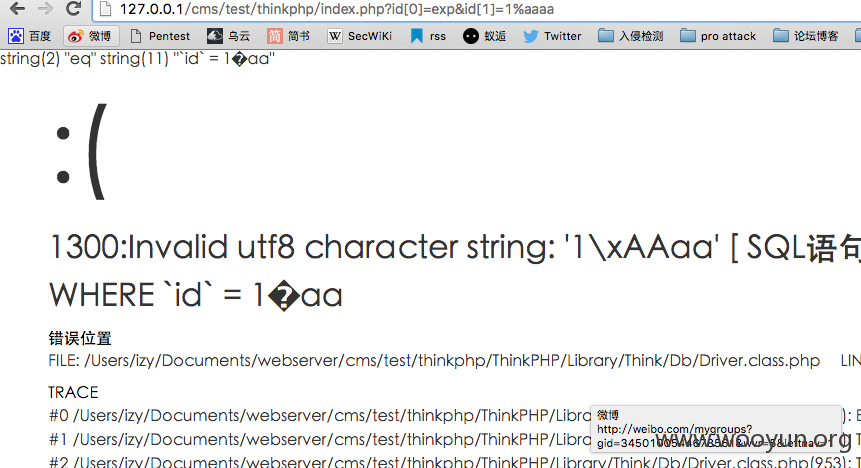 127.0.0.1/cms/test/thinkphp/index.php?id[0]=exp&id[1]=1%aaaa
百度 微博 Pentest 乌云 简书 SecWiKi rss 蚁逅 Twitter 入侵检测 pro attack 论坛博客
string(2) "eq" string(11) "`id` = 1�aa"
:(
1300:Invalid utf8 character string: '1\xAAaa' [ SQL语句
WHERE `id` = 1�aa
错误位置
FILE: /Users/izy/Documents/webserver/cms/test/thinkphp/ThinkPHP/Library/Think/Db/Driver.class.php LIN
TRACE
#0 /Users/izy/Documents/webserver/cms/test/thinkphp/ThinkPHP/Libra ): E
#1 /Users/izy/Documents/webserver/cms/test/thinkphp/ThinkPHP/Libra
#2 /Users/izy/Documents/webserver/cms/test/thinkphp/ThinkPHP/Library/Think/Db/Driver.class.php(953):
微博
http://weibo.com/mygroups?
www.wooyun.org